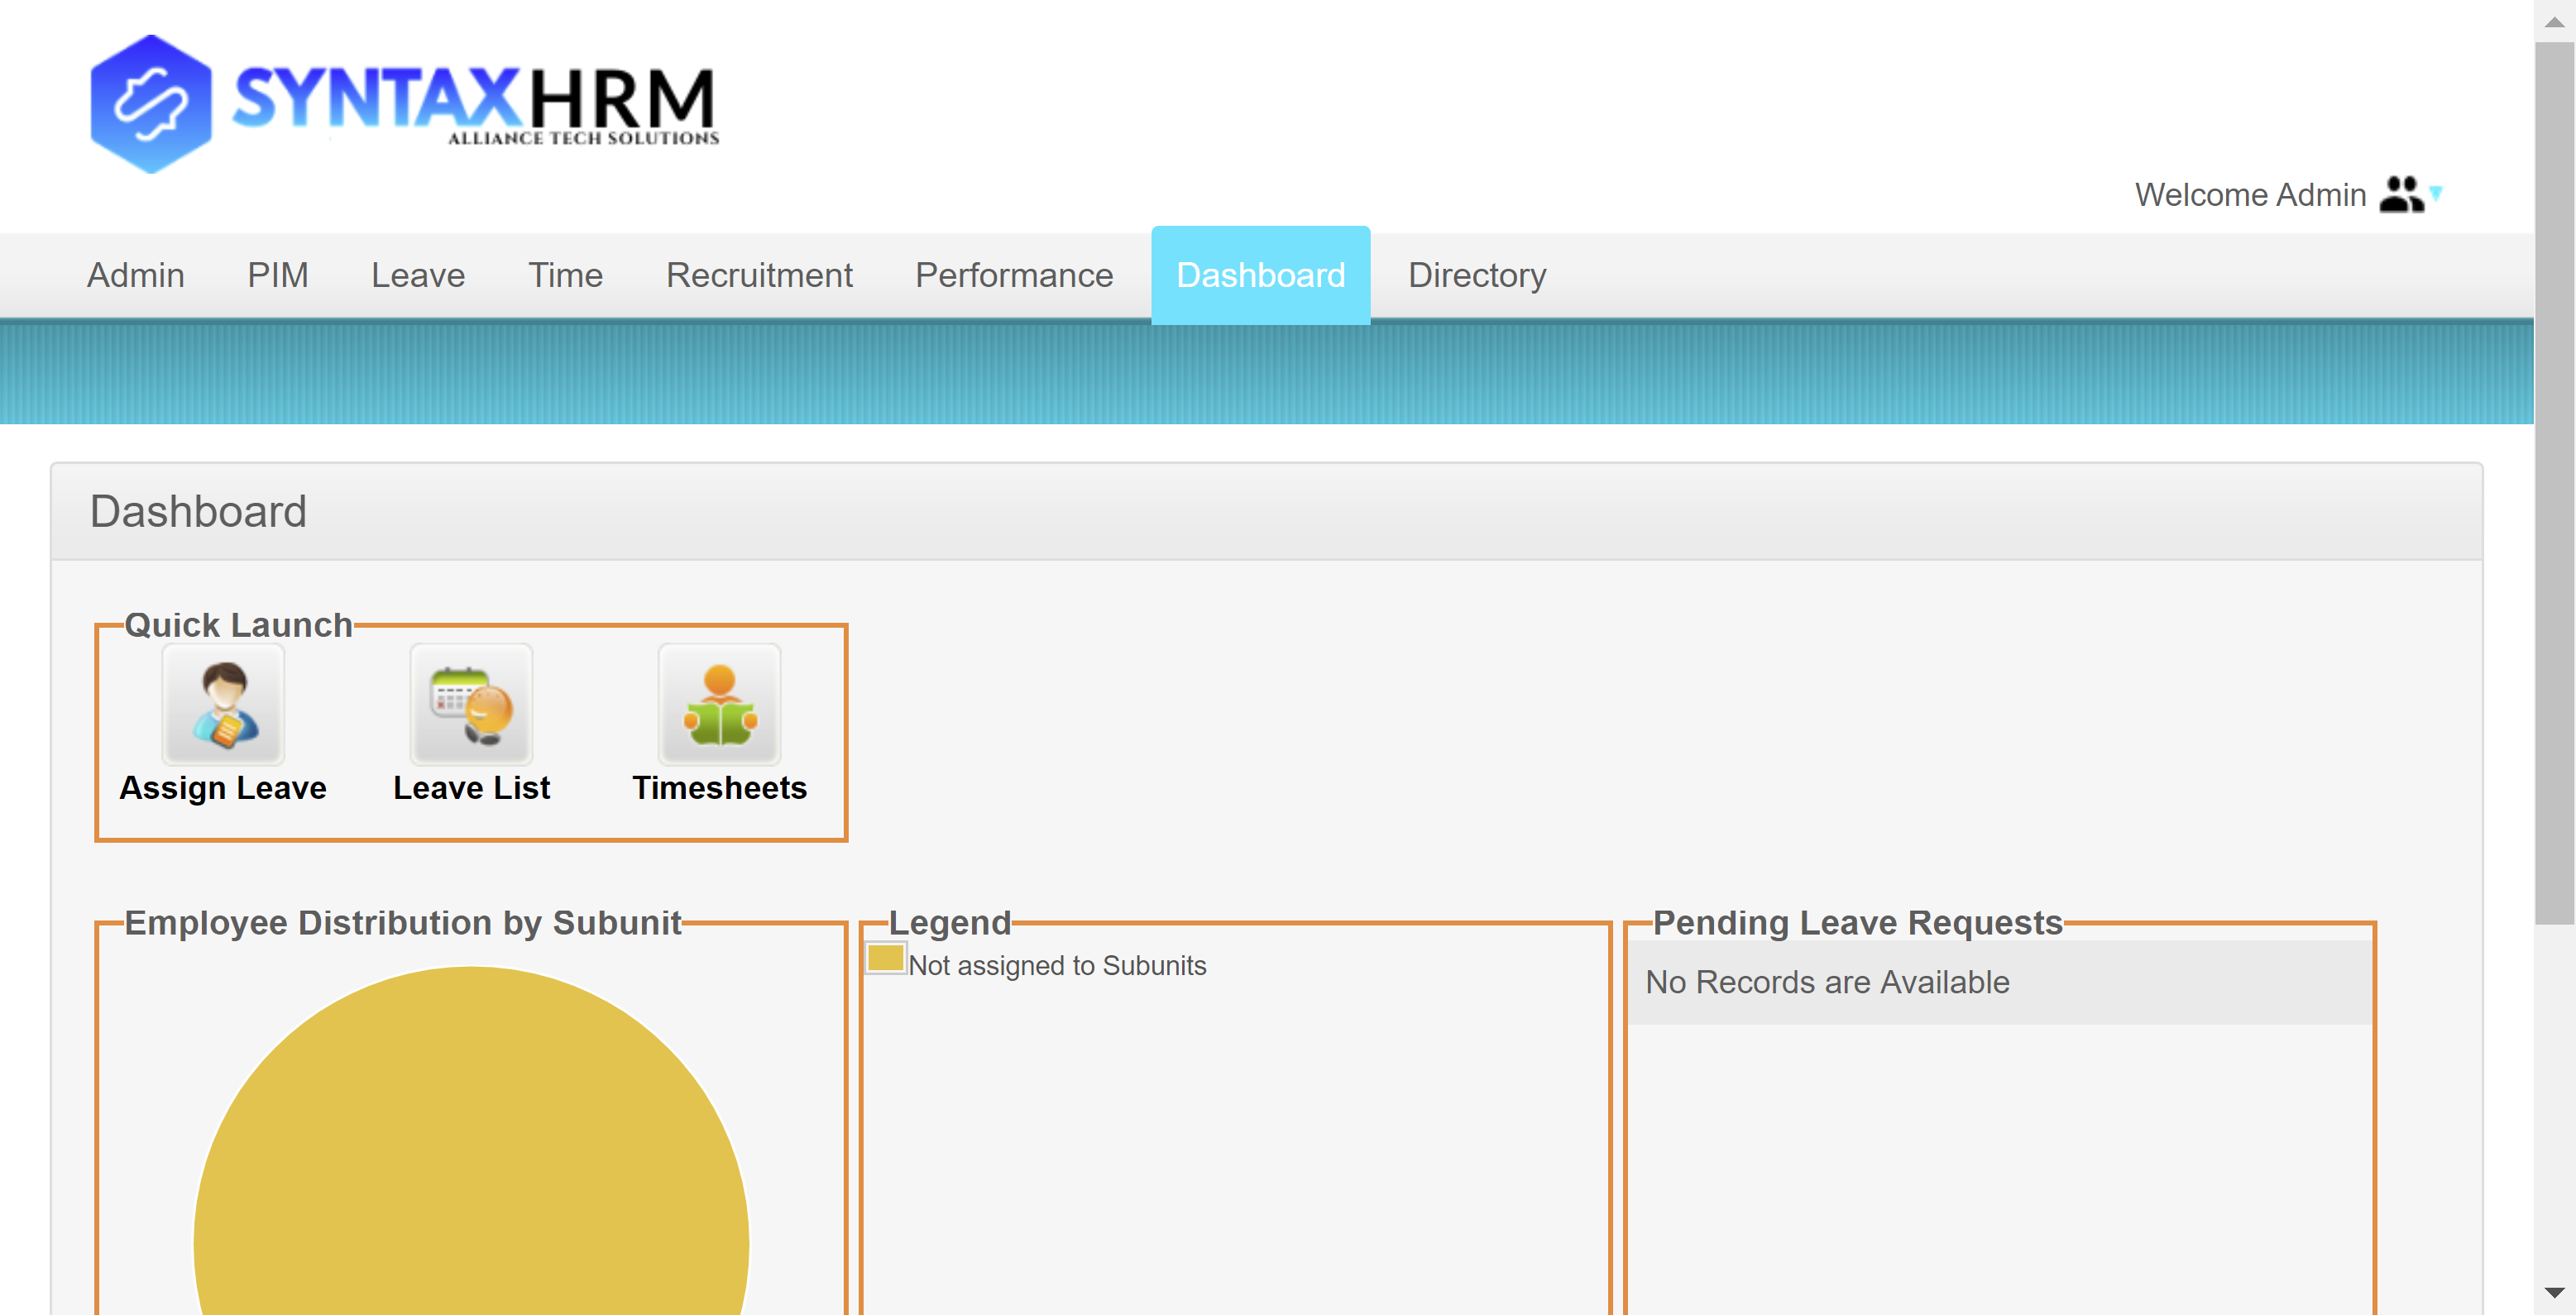 SYNTAXHRM
ALLIANCE TECH SOLUTIONS
Welcome Admin
Admin PIM Leave Time Recruitment Performance Dashboard Directory
Dashboard
Quick Launch
Assign Leave Leave List Timesheets
Employee Distribution by Subunit
Legend
Not assigned to Subunits
Pending Leave Requests
No Records are Available